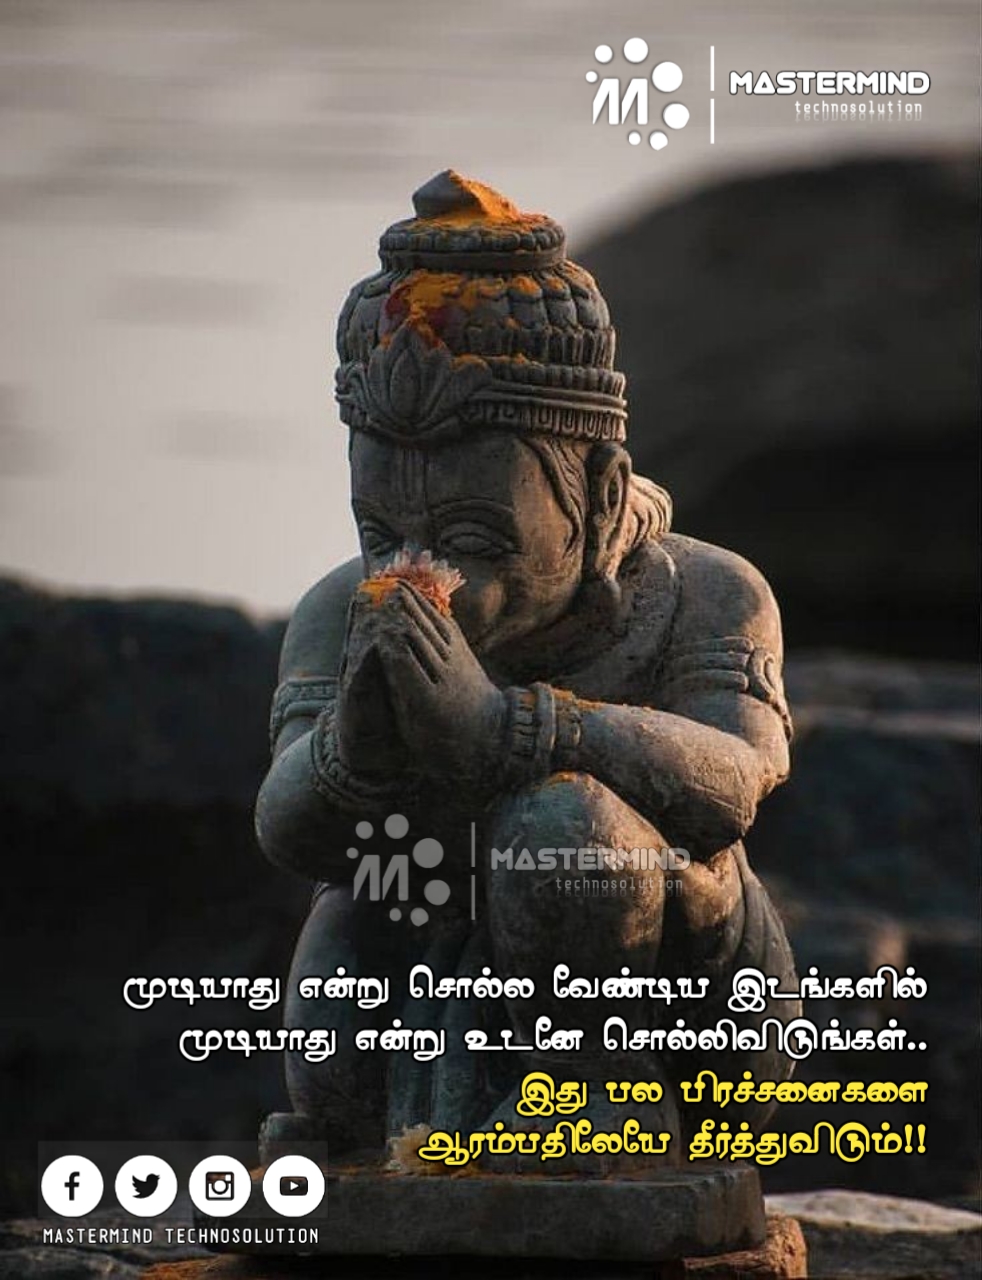 MASTERMIND
technosolution
MASTERMIND
technosolution
முடியாது என்று சொல்ல வேண்டிய இடங்களில்
முடியாது என்று உடனே சொல்லிவிடுங்கள்..
இது பல பிரச்சனைகளை
ஆரம்பதிலேயே தீர்த்துவிடும்!!
MASTERMIND TECHNOSOLUTION